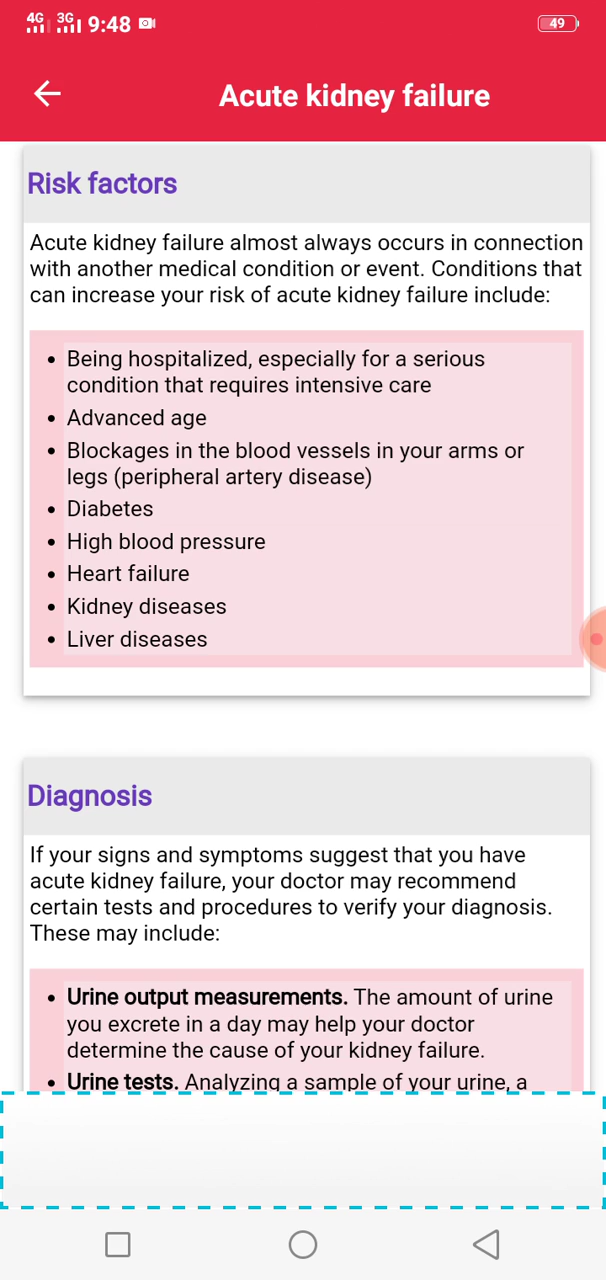 4G 3G 9:48 49
Acute kidney failure
Risk factors
Acute kidney failure almost always occurs in connection
with another medical condition or event. Conditions that
can increase your risk of acute kidney failure include:
• Being hospitalized, especially for a serious
condition that requires intensive care
• Advanced age
• Blockages in the blood vessels in your arms or
legs (peripheral artery disease)
• Diabetes
• High blood pressure
• Heart failure
• Kidney diseases
• Liver diseases
Diagnosis
If your signs and symptoms suggest that you have
acute kidney failure, your doctor may recommend
certain tests and procedures to verify your diagnosis.
These may include:
• Urine output measurements. The amount of urine
you excrete in a day may help your doctor
determine the cause of your kidney failure.
• Urine tests. Analyzing a sample of your urine, a